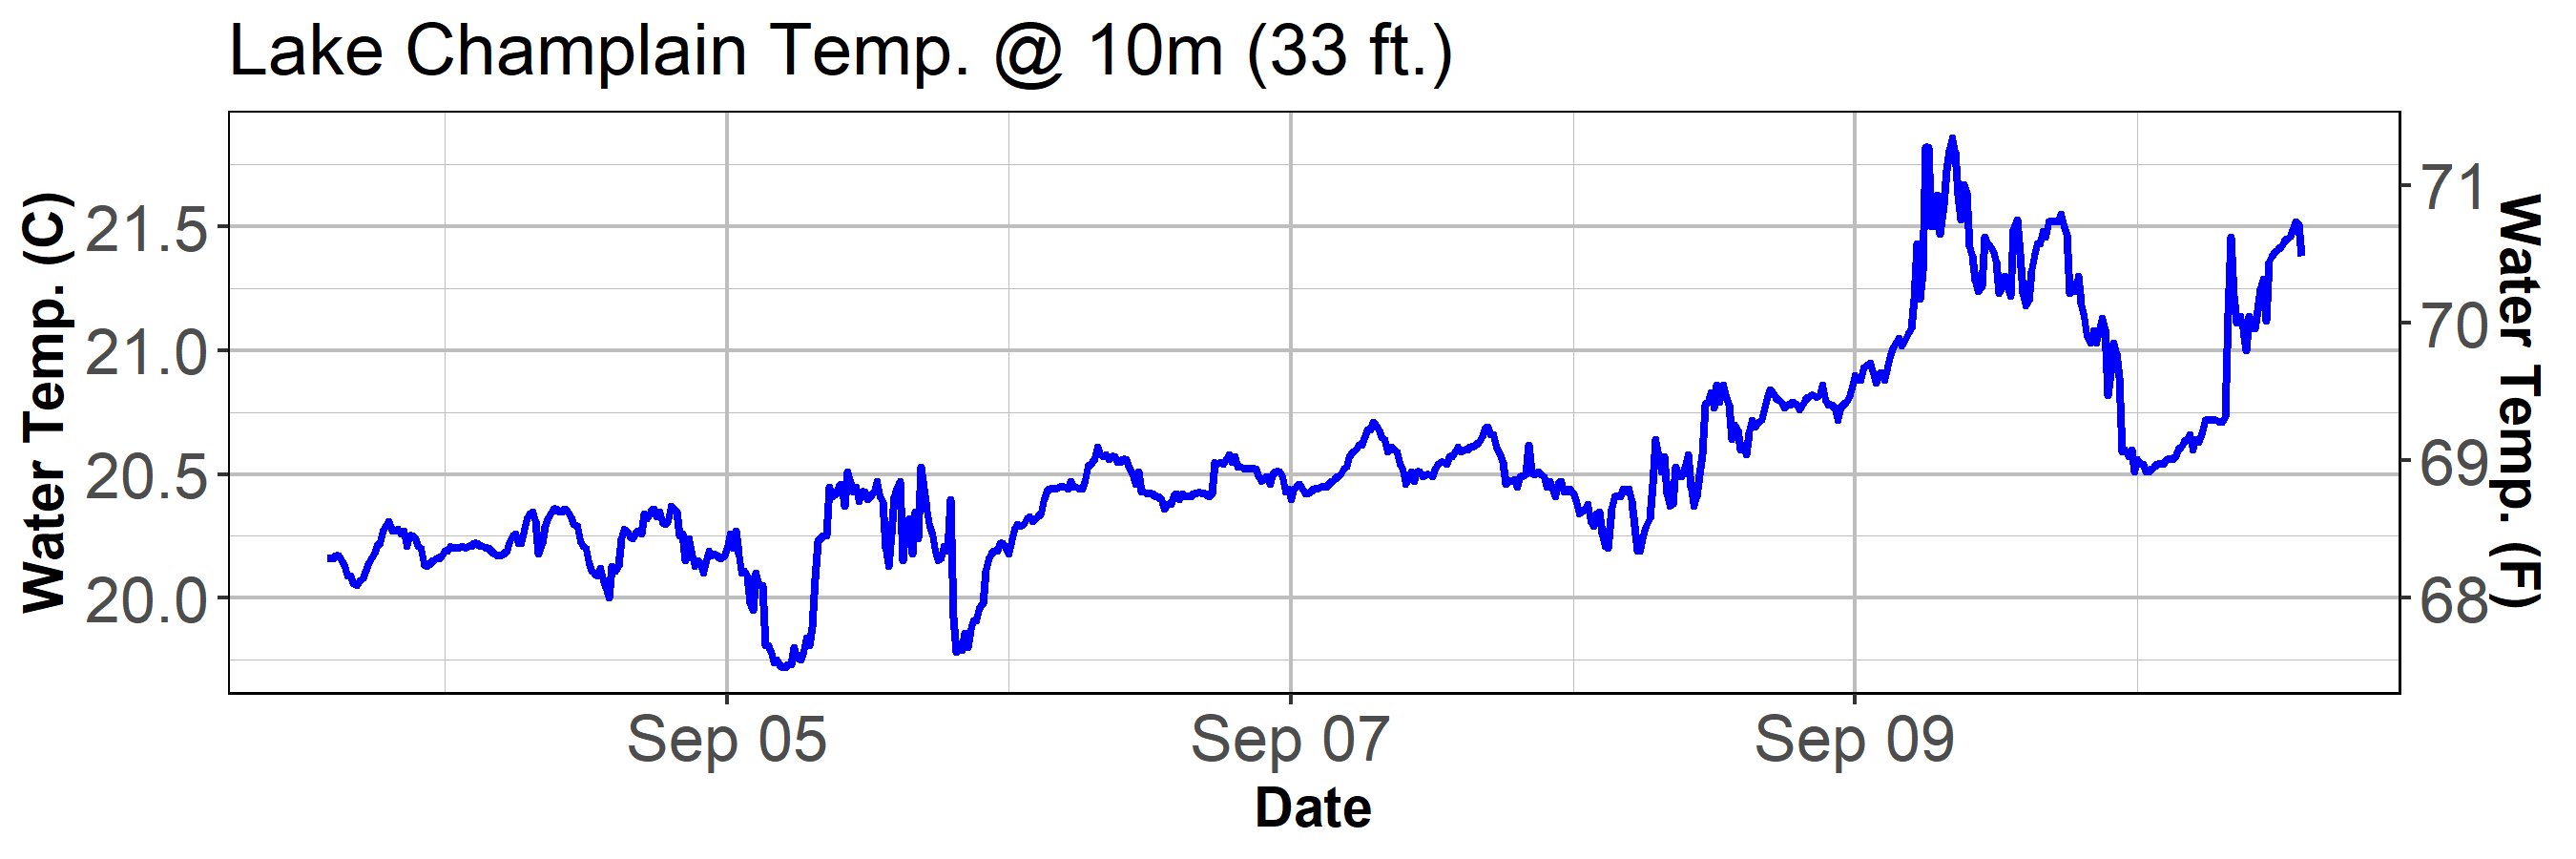 Lake Champlain Temp. @ 10m (33 ft.)
Water Temp. (C)
21.5
21.0
20.5
20.0
71
70
69
68
Water Temp. (F)
Sep 05
Sep 07
Sep 09
Date